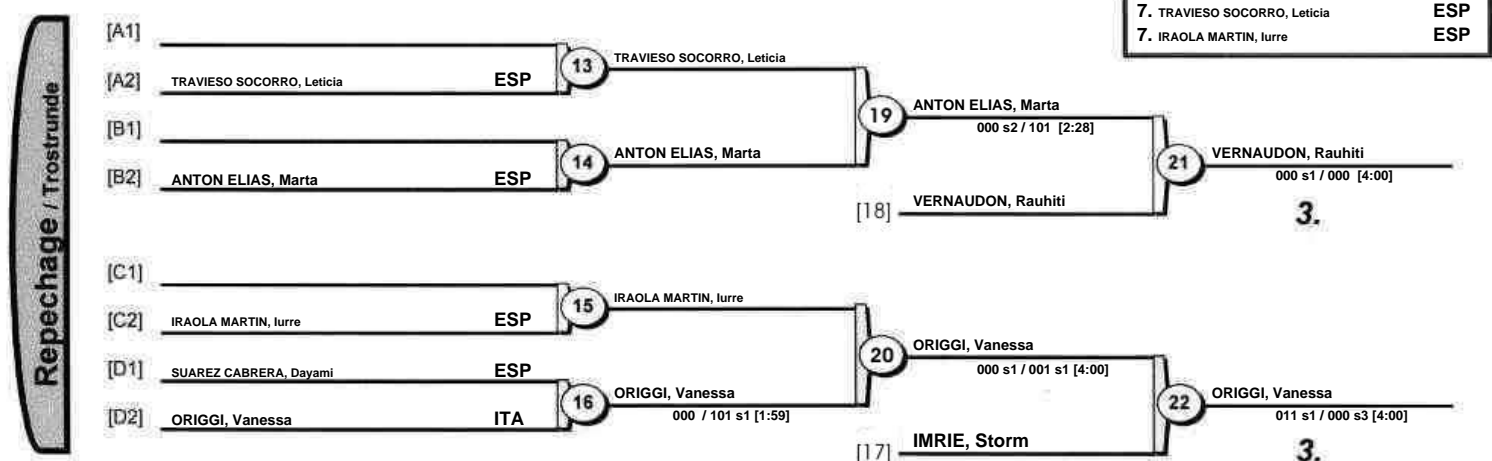 7. TRAVIESO SOCORRO, Leticia ESP
7. IRAOLA MARTIN, Iurre ESP
Repechage / Trostrunde
[A1]
[A2] TRAVIESO SOCORRO, Leticia ESP
13 TRAVIESO SOCORRO, Leticia
[B1]
[B2] ANTON ELIAS, Marta ESP
14 ANTON ELIAS, Marta
19 ANTON ELIAS, Marta
000 s2 / 101 [2:28]
[18] VERNAUDON, Rauhiti
21 VERNAUDON, Rauhiti
000 s1 / 000 [4:00]
3.
[C1]
[C2] IRAOLA MARTIN, Iurre ESP
15 IRAOLA MARTIN, Iurre
[D1] SUAREZ CABRERA, Dayami ESP
[D2] ORIGGI, Vanessa ITA
16 ORIGGI, Vanessa
000 / 101 s1 [1:59]
20 ORIGGI, Vanessa
000 s1 / 001 s1 [4:00]
[17] IMRIE, Storm
22 ORIGGI, Vanessa
011 s1 / 000 s3 [4:00]
3.